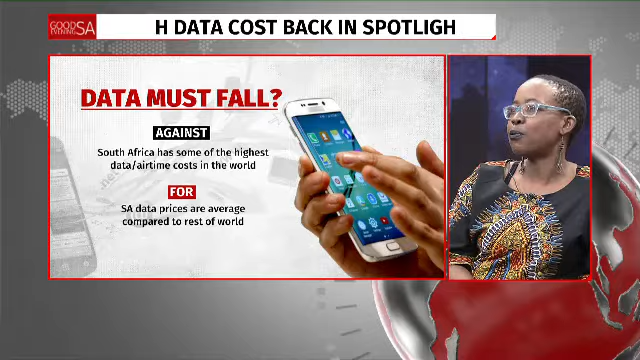 GOOD
EVENING SA
H DATA COST BACK IN SPOTLIGH
DATA MUST FALL?
AGAINST
South Africa has some of the highest
data/airtime costs in the world
FOR
SA data prices are average
compared to rest of world